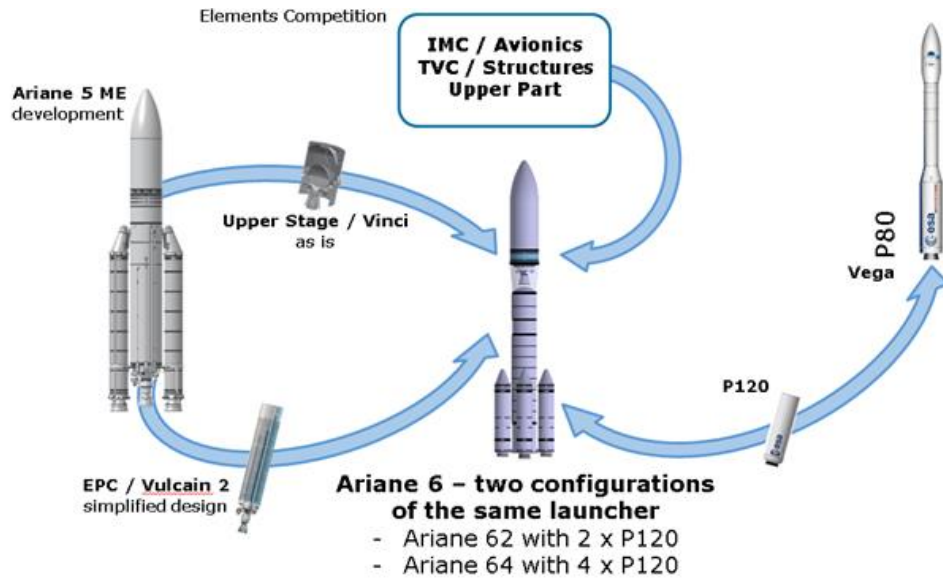 Elements Competition
IMC / Avionics
TVC / Structures
Upper Part
Ariane 5 ME
development
Upper Stage / Vinci
as is
esa
P80
Vega
P120
esa
EPC / Vulcain 2
simplified design
Ariane 6 – two configurations
of the same launcher
- Ariane 62 with 2 x P120
- Ariane 64 with 4 x P120